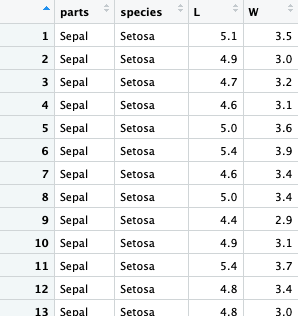 parts species L W
1 Sepal Setosa 5.1 3.5
2 Sepal Setosa 4.9 3.0
3 Sepal Setosa 4.7 3.2
4 Sepal Setosa 4.6 3.1
5 Sepal Setosa 5.0 3.6
6 Sepal Setosa 5.4 3.9
7 Sepal Setosa 4.6 3.4
8 Sepal Setosa 5.0 3.4
9 Sepal Setosa 4.4 2.9
10 Sepal Setosa 4.9 3.1
11 Sepal Setosa 5.4 3.7
12 Sepal Setosa 4.8 3.4
13 Sepal Setosa 4.8 3.0